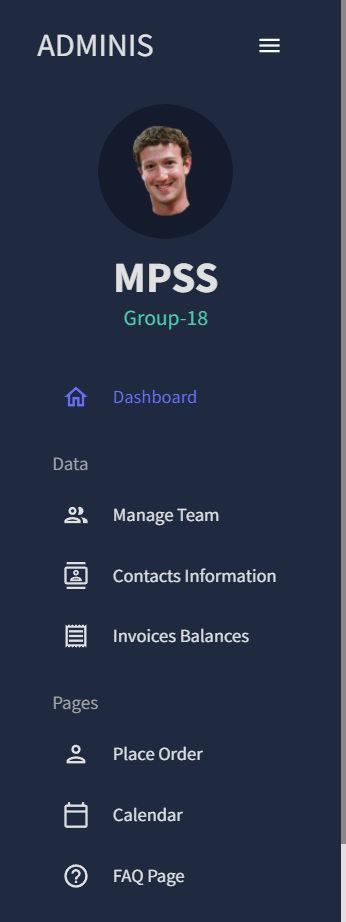 ADMINIS
MPSS
Group-18
Dashboard
Data
Manage Team
Contacts Information
Invoices Balances
Pages
Place Order
Calendar
FAQ Page